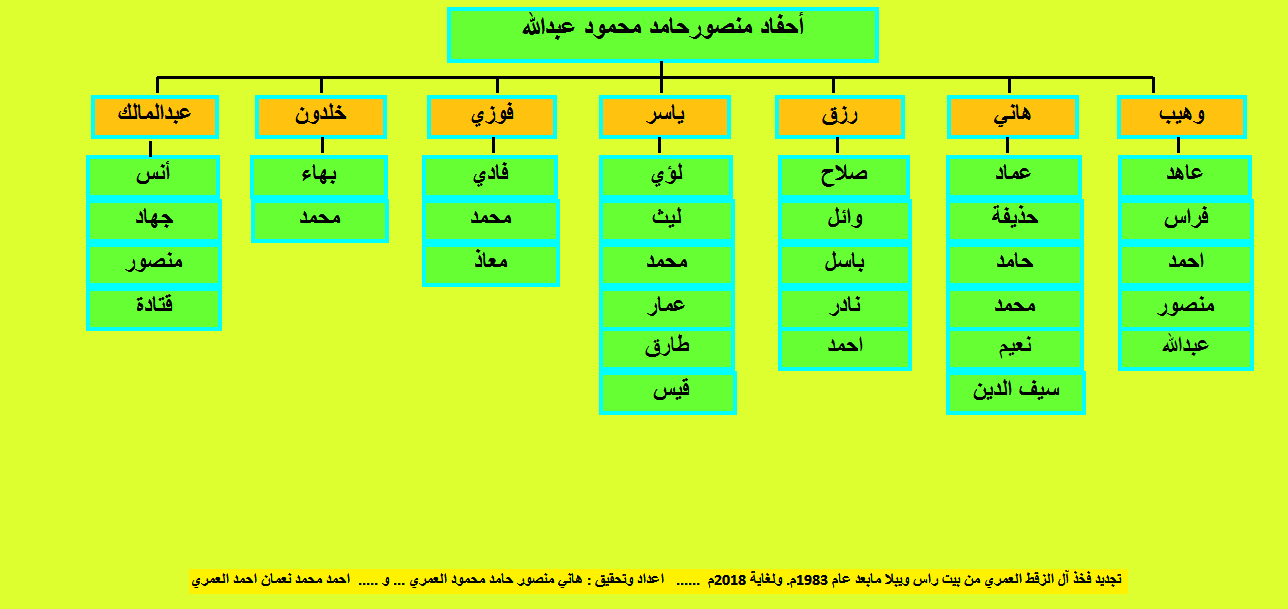 أحفاد منصورحامد محمود عبدالله
وهيب
هاني
رزق
ياسر
فوزي
خلدون
عبدالمالك
عاهد
فراس
احمد
منصور
عبدالله
عماد
حذيفة
حامد
محمد
نعيم
سيف الدين
صلاح
وائل
باسل
نادر
احمد
لؤي
ليث
محمد
عمار
طارق
قيس
فادي
محمد
معاذ
بهاء
محمد
أنس
جهاد
منصور
قتادة
تجديد فخذ آل الزقط العمري من بيت راس ويبلا مابعد عام 1983م. ولغاية 2018م ...... اعداد وتحقيق : هاني منصور حامد محمود العمري ... و ..... احمد محمد نعمان احمد العمري